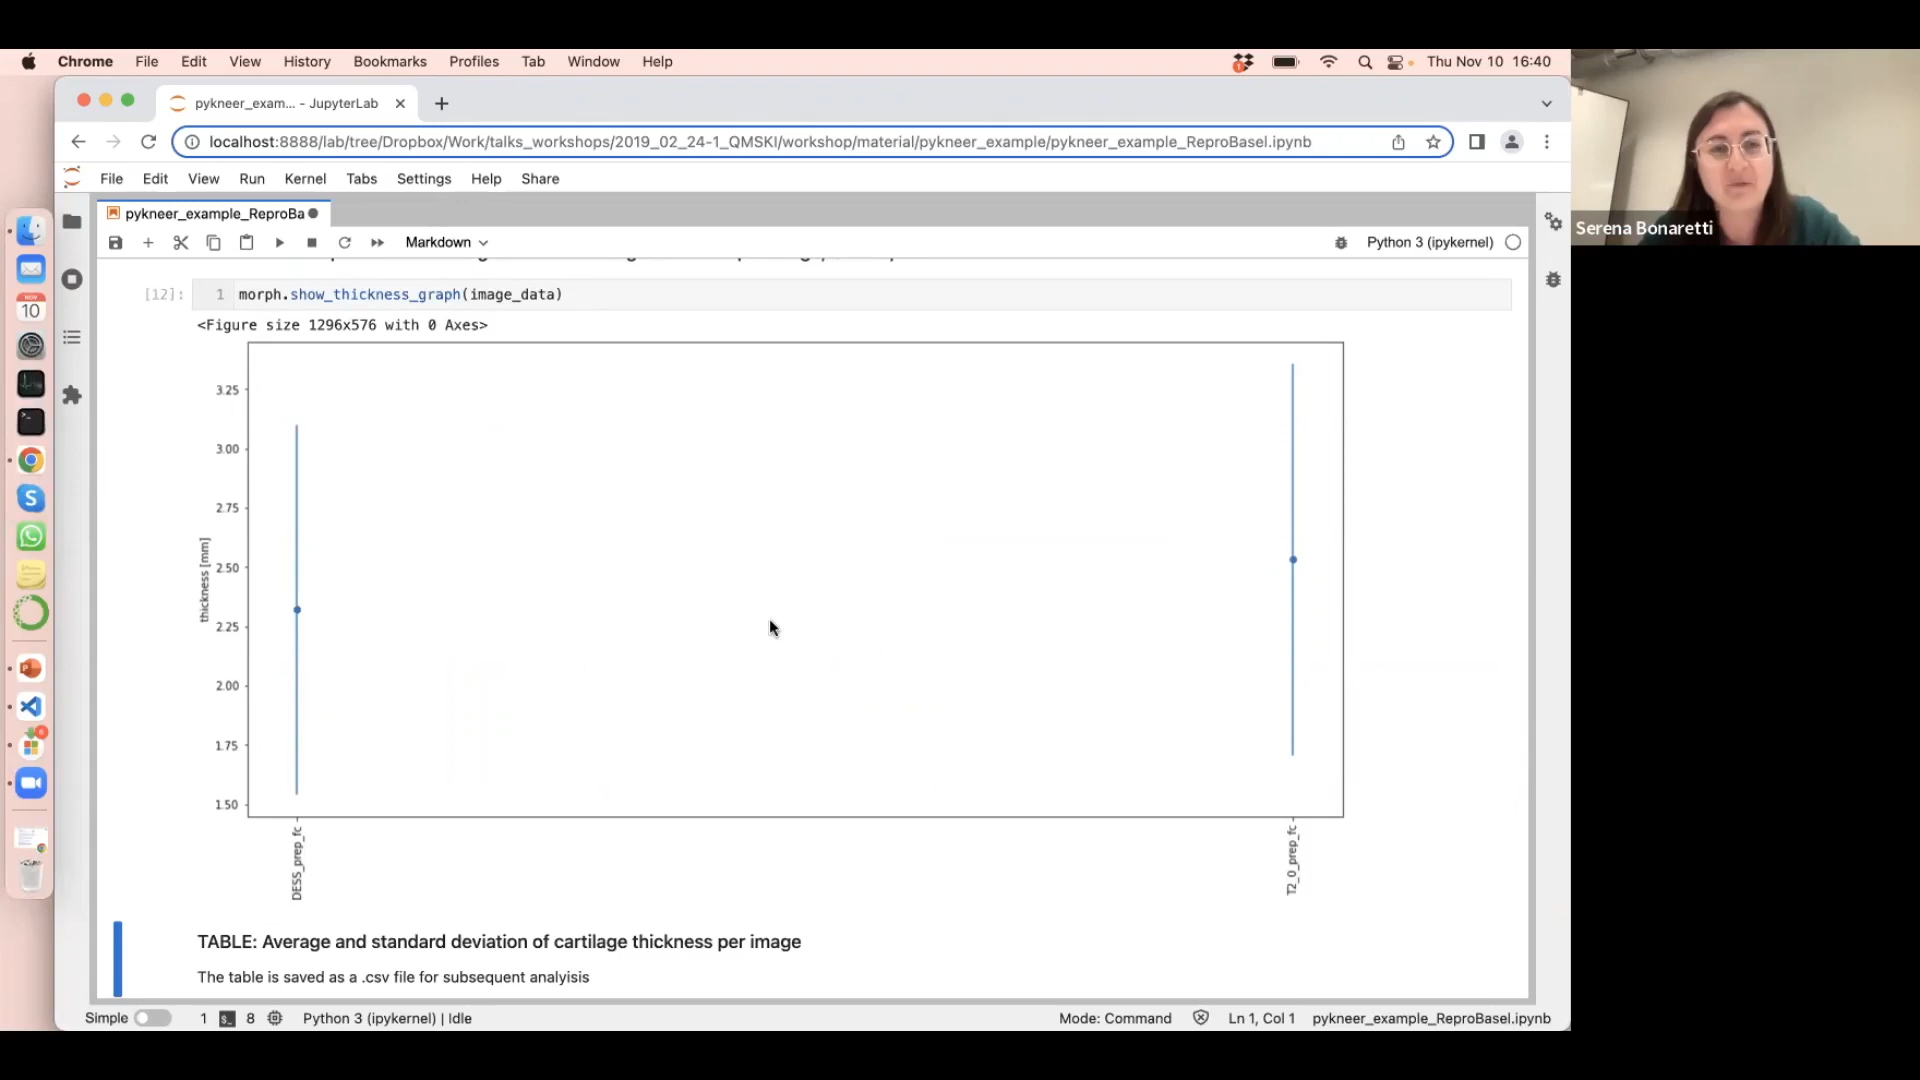 Chrome File Edit View History Bookmarks Profiles Tab Window Help
1
Thu Nov 10 16:40
pykneer_exam... - JupyterLab
localhost:8888/lab/tree/Dropbox/Work/talks_workshops/2019_02_24-1_QMSKI/workshop/material/pykneer_example/pykneer_example_ReproBasel.ipynb
File Edit View Run Kernel Tabs Settings Help Share
Serena Bonaretti
pykneer_example_ReproBa
Markdown
Python 3 (ipykernel)
[12]:
1 morph.show_thickness_graph(image_data)
<Figure size 1296x576 with 0 Axes>
NOV
10
3.25
3.00
2.75
2.50
2.25
2.00
1.75
1.50
thickness [mm]
DESS_prep_fc
T2_0_prep_fc
TABLE: Average and standard deviation of cartilage thickness per image
The table is saved as a .csv file for subsequent analyisis
Simple 1 8 Python 3 (ipykernel) | Idle
Mode: Command Ln 1, Col 1 pykneer_example_ReproBasel.ipynb